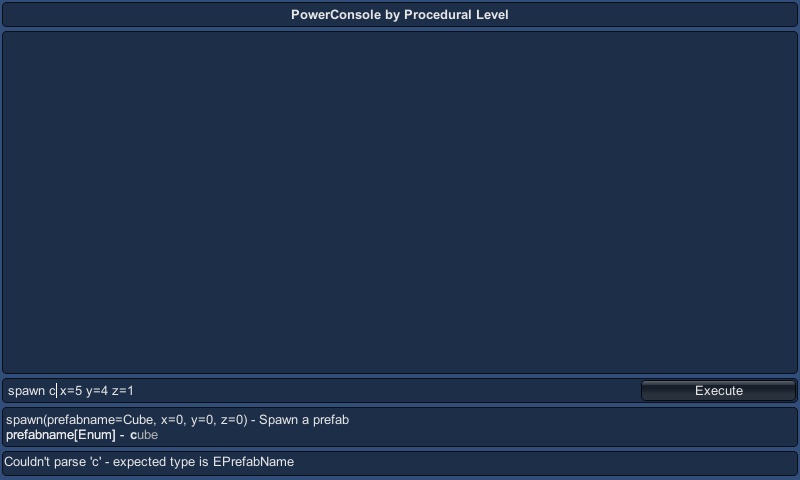 PowerConsole by Procedural Level
spawn c x=5 y=4 z=1
Execute
spawn(prefabname=Cube, x=0, y=0, z=0) - Spawn a prefab
prefabname[Enum] - cube
Couldn't parse 'c' - expected type is EPrefabName